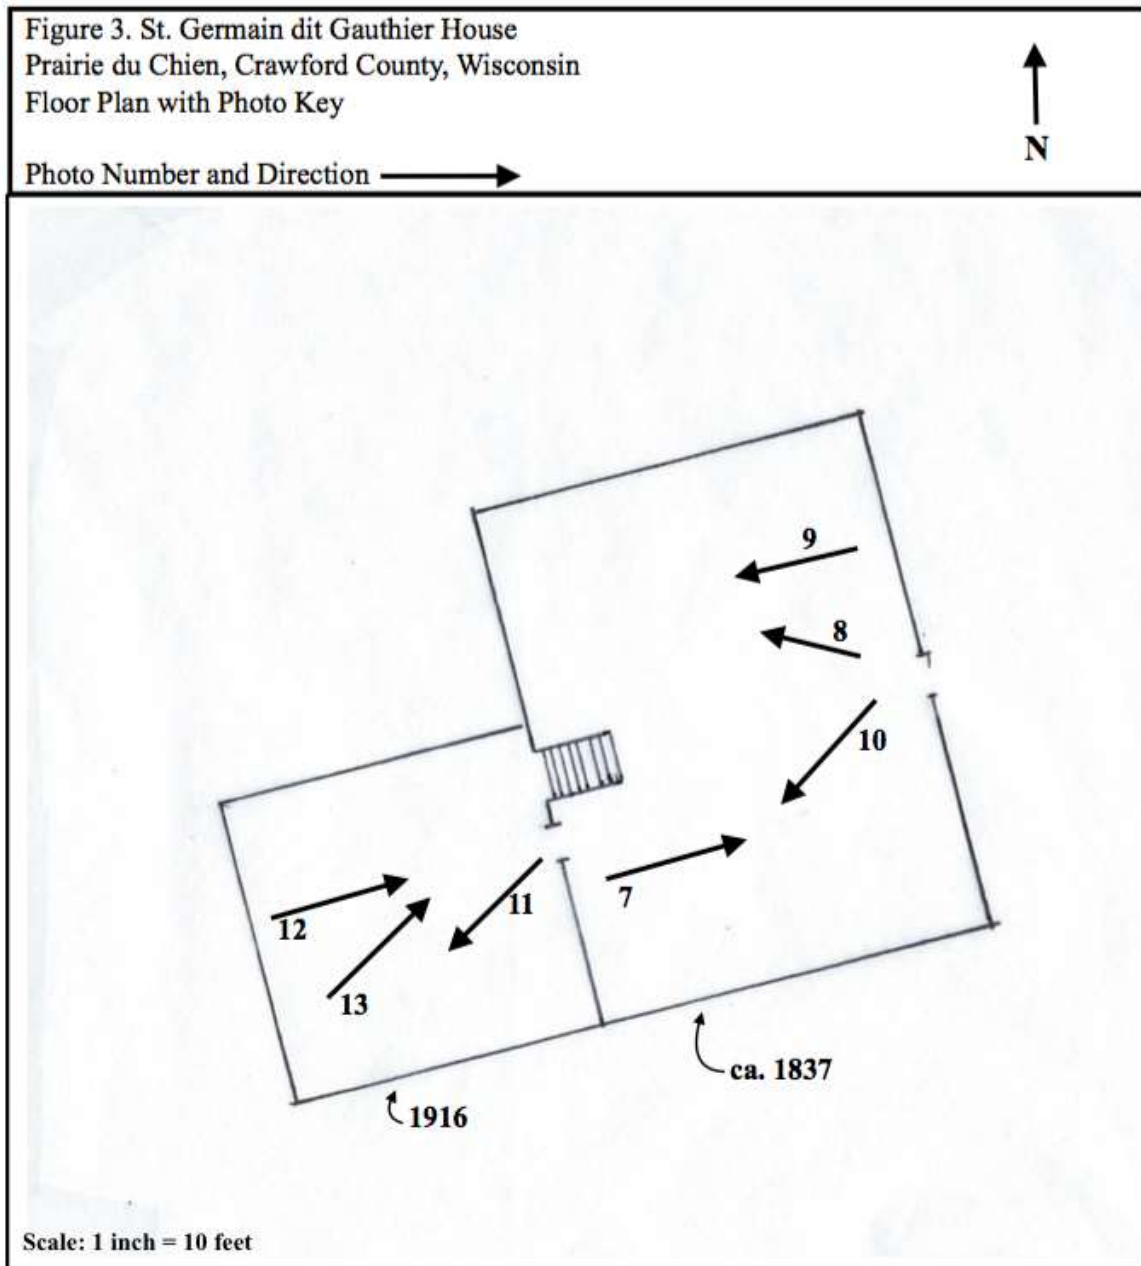 Figure 3. St. Germain dit Gauthier House
Prairie du Chien, Crawford County, Wisconsin
Floor Plan with Photo Key
N
Photo Number and Direction
9
8
10
7
11
12
13
ca. 1837
1916
Scale: 1 inch = 10 feet